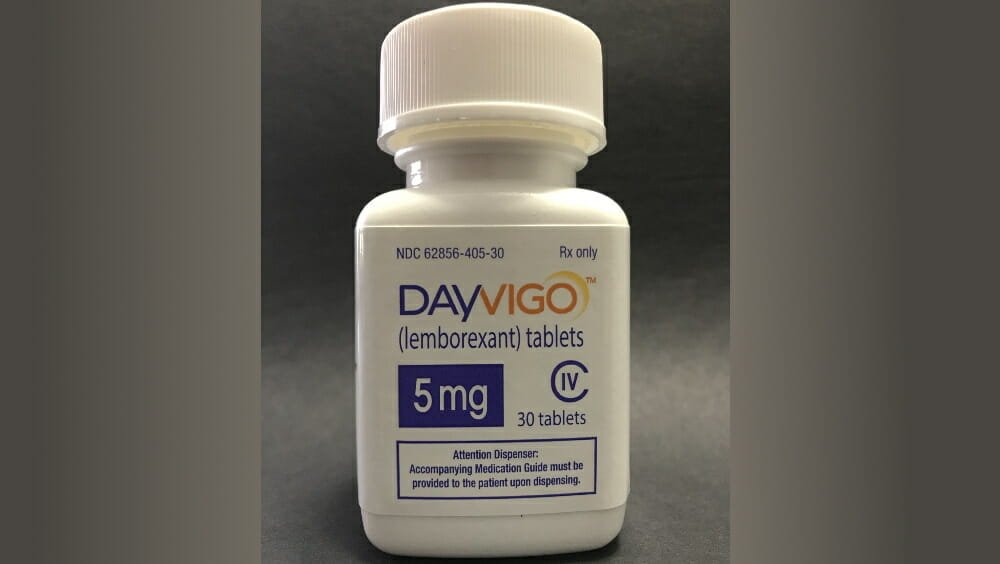 NDC 62856-405-30 Rx only
DAYVIGO™
(lemborexant) tablets
5 mg CIV
30 tablets
Attention Dispenser:
Accompanying Medication Guide must be
provided to the patient upon dispensing.